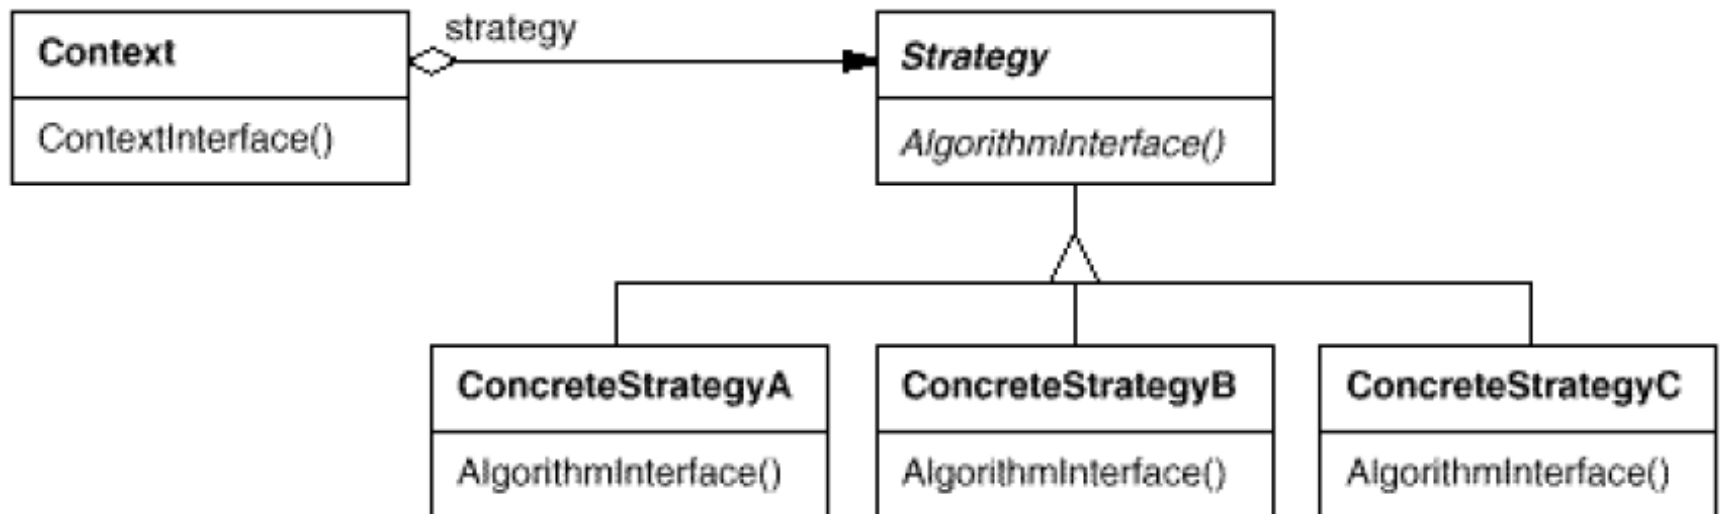 strategy
Context
Strategy
ContextInterface()
AlgorithmInterface()
ConcreteStrategyA
ConcreteStrategyB
ConcreteStrategyC
AlgorithmInterface()
AlgorithmInterface()
AlgorithmInterface()